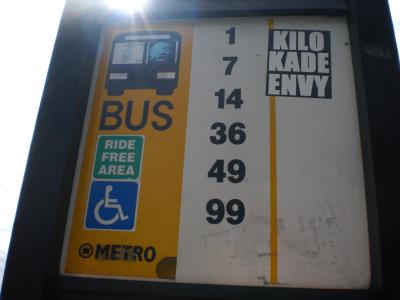 BUS
RIDE
FREE
AREA
METRO
1
7
14
36
49
99
KILO
KADE
ENVY